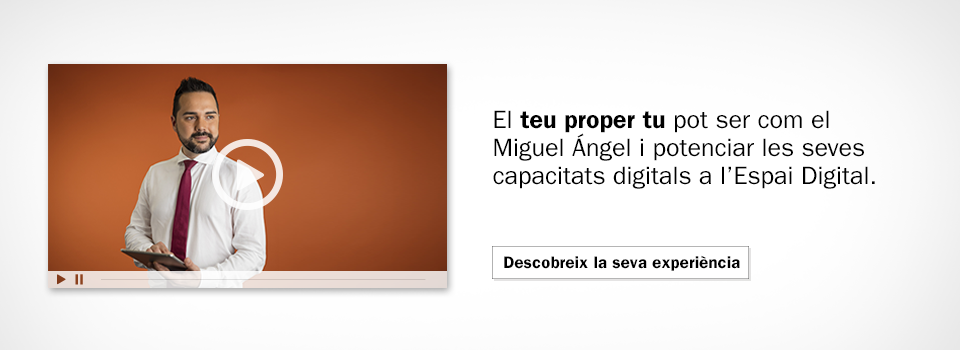 El teu proper tu pot ser com el
Miguel Ángel i potenciar les seves
capacitats digitals a l’Espai Digital.
Descobreix la seva experiència